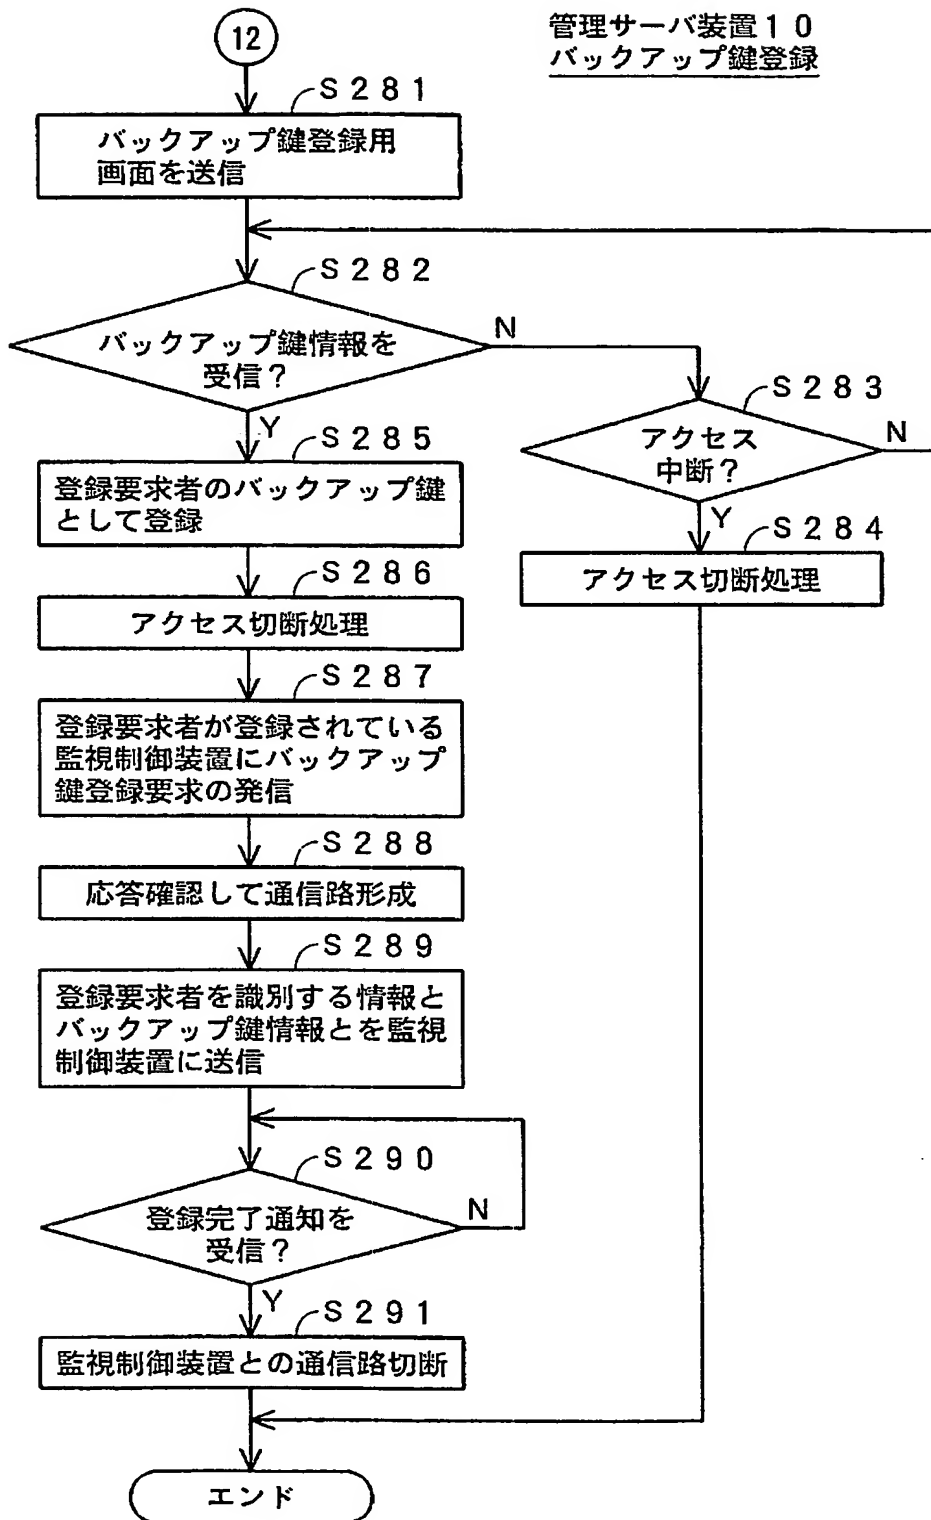 管理サーバ装置10
バックアップ鍵登録
12
S281
バックアップ鍵登録用
画面を送信
S282
バックアップ鍵情報を
受信?
N
Y
S283
アクセス
中断?
N
Y
S284
アクセス切断処理
S285
登録要求者のバックアップ鍵
として登録
S286
アクセス切断処理
S287
登録要求者が登録されている
監視制御装置にバックアップ
鍵登録要求の発信
S288
応答確認して通信路形成
S289
登録要求者を識別する情報と
バックアップ鍵情報とを監視
制御装置に送信
S290
登録完了通知を
受信?
N
Y
S291
監視制御装置との通信路切断
エンド